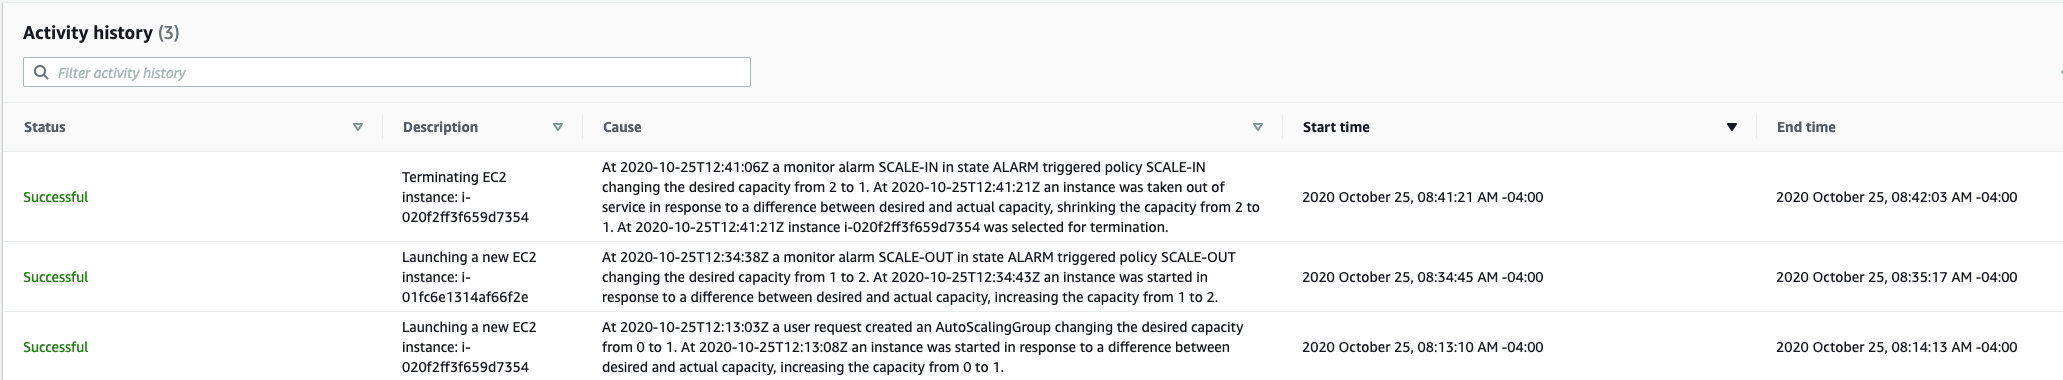 Activity history (3)
Filter activity history
Status
Description
Cause
Start time
End time
Successful
Terminating EC2
instance: i-
020f2ff3f659d7354
At 2020-10-25T12:41:06Z a monitor alarm SCALE-IN in state ALARM triggered policy SCALE-IN
changing the desired capacity from 2 to 1. At 2020-10-25T12:41:21Z an instance was taken out of
service in response to a difference between desired and actual capacity, shrinking the capacity from 2 to
1. At 2020-10-25T12:41:21Z instance i-020f2ff3f659d7354 was selected for termination.
2020 October 25, 08:41:21 AM -04:00
2020 October 25, 08:42:03 AM -04:00
Successful
Launching a new EC2
instance: i-
01fc6e1314af66f2e
At 2020-10-25T12:34:38Z a monitor alarm SCALE-OUT in state ALARM triggered policy SCALE-OUT
changing the desired capacity from 1 to 2. At 2020-10-25T12:34:43Z an instance was started in
response to a difference between desired and actual capacity, increasing the capacity from 1 to 2.
2020 October 25, 08:34:45 AM -04:00
2020 October 25, 08:35:17 AM -04:00
Successful
Launching a new EC2
instance: i-
020f2ff3f659d7354
At 2020-10-25T12:13:03Z a user request created an AutoScalingGroup changing the desired capacity
from 0 to 1. At 2020-10-25T12:13:08Z an instance was started in response to a difference between
desired and actual capacity, increasing the capacity from 0 to 1.
2020 October 25, 08:13:10 AM -04:00
2020 October 25, 08:14:13 AM -04:00